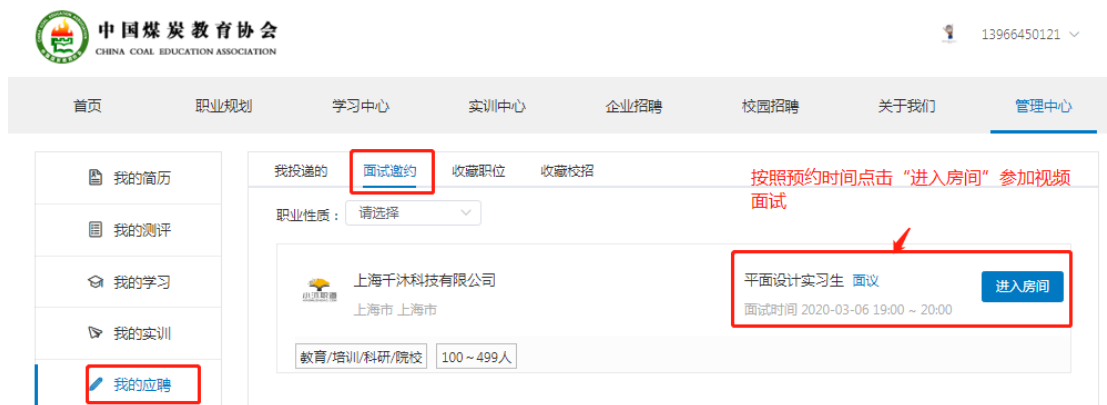 中国煤炭教育协会
CHINA COAL EDUCATION ASSOCIATION
13966450121
首页 职业规划 学习中心 实训中心 企业招聘 校园招聘 关于我们 管理中心
我的简历
我的测评
我的学习
我的实训
我的应聘
我投递的 面试邀约 收藏职位 收藏校招
按照预约时间点击“进入房间”参加视频
面试
职业性质： 请选择
上海千沐科技有限公司
上海市 上海市
平面设计实习生 面议
面试时间 2020-03-06 19:00 ~ 20:00
进入房间
教育/培训/科研/院校 100～499人